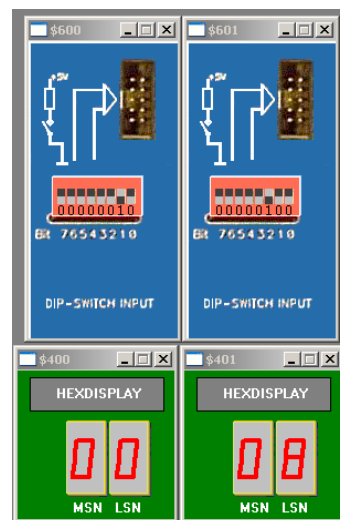 $600
$601
+5V
+5V
00000010
00000100
Bit 76543210
Bit 76543210
DIP-SWITCH INPUT
DIP-SWITCH INPUT
$400
$401
HEXDISPLAY
HEXDISPLAY
00
08
MSN LSN
MSN LSN